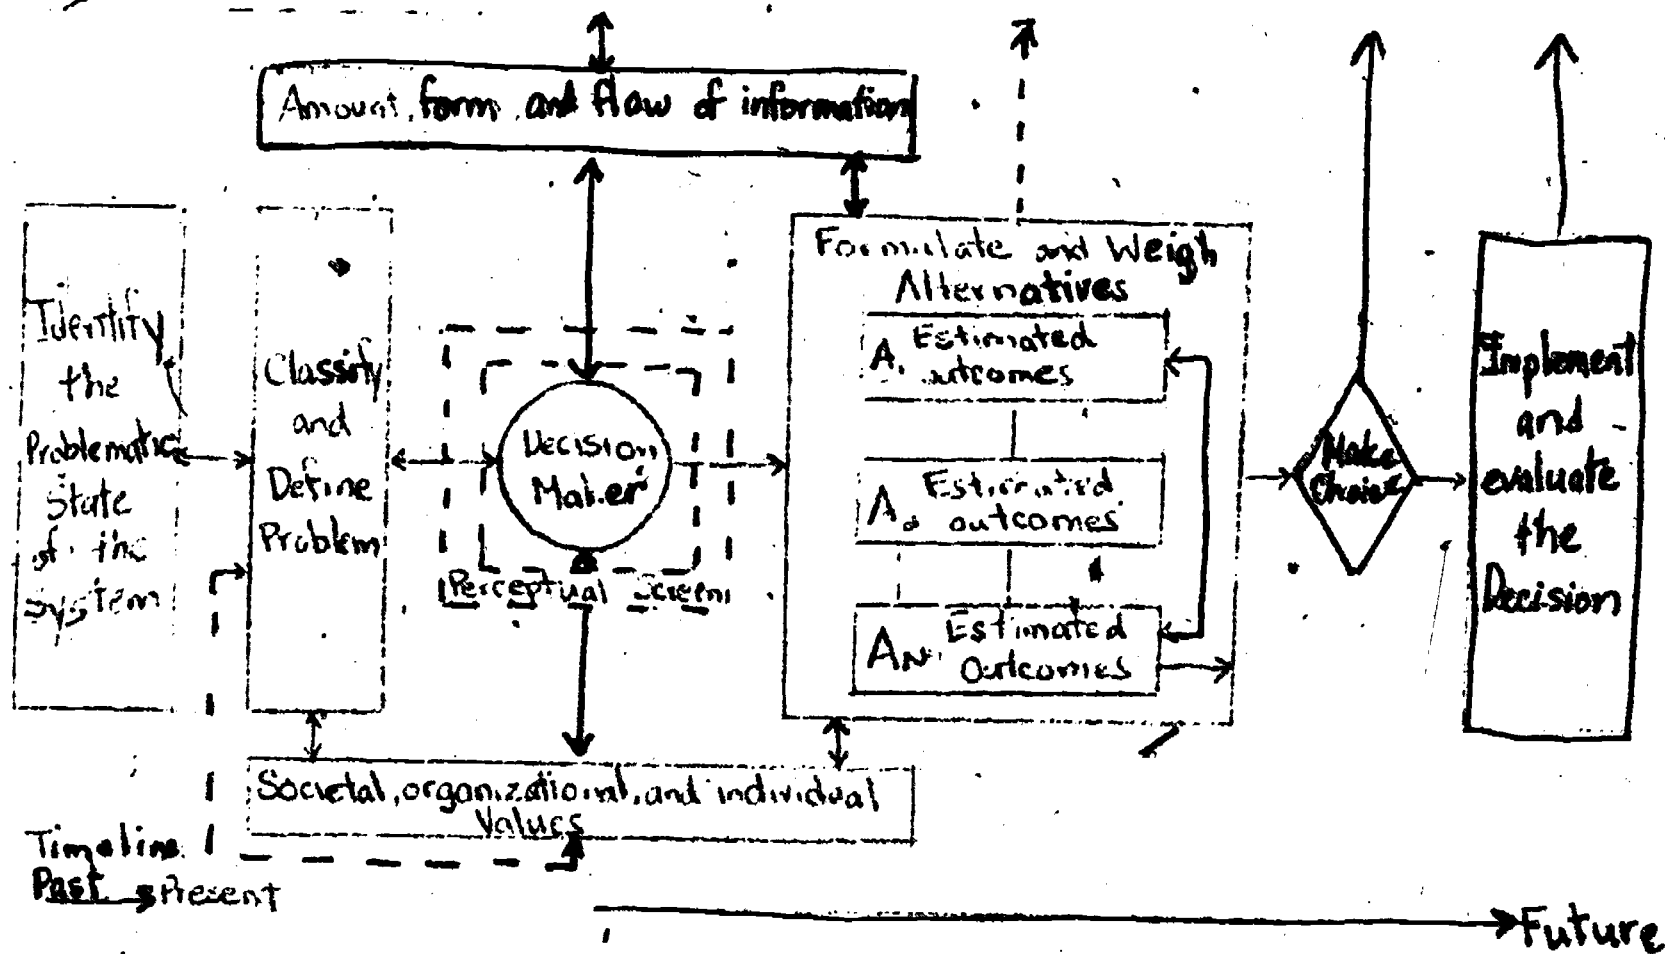 Amount, form, and flow of information
Identify
the
Problematic
State
of the
System
Classify
and
Define
Problem
Decision
Maker
Perceptual Screen
Formulate and Weigh
Alternatives
A1 Estimated
outcomes
A2 Estimated
outcomes
AN Estimated
Outcomes
Make
Choice
Implement
and
evaluate
the
Decision
Societal, organizational, and individual
Values
Timeline
Past → Present
Future